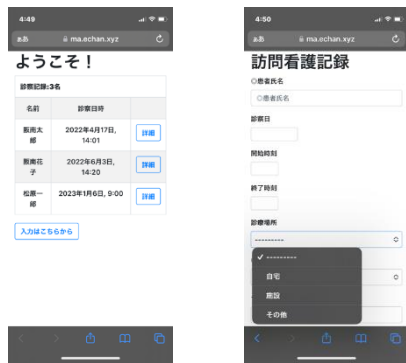 4:49
ああ ma.echan.xyz
ようこそ！
診察記録:3名
名前 診察日時
阪南太郎 2022年4月17日, 14:01 詳細
阪南花子 2022年6月3日, 14:20 詳細
松原一郎 2023年1月6日, 9:00 詳細
入力はこちらから
4:50
ああ ma.echan.xyz
訪問看護記録
○患者氏名
○患者氏名
診察日
開始時刻
終了時刻
診療場所
---------
✓ ---------
自宅
施設
その他